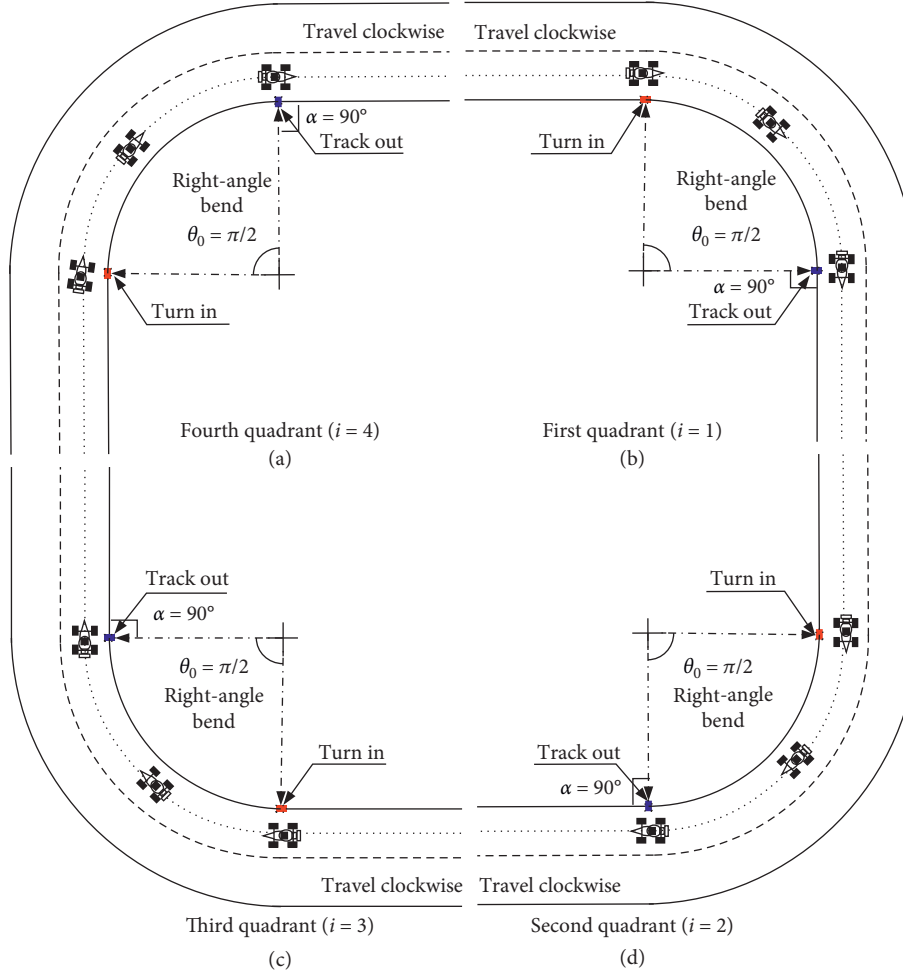 Travel clockwise
Travel clockwise
α = 90°
Track out
Right-angle
bend
θ0 = π/2
Turn in
Fourth quadrant (i = 4)
(a)
Turn in
Right-angle
bend
θ0 = π/2
α = 90°
Track out
First quadrant (i = 1)
(b)
Track out
α = 90°
θ0 = π/2
Right-angle
bend
Turn in
Travel clockwise
Third quadrant (i = 3)
(c)
Turn in
θ0 = π/2
Right-angle
bend
Track out
α = 90°
Travel clockwise
Second quadrant (i = 2)
(d)